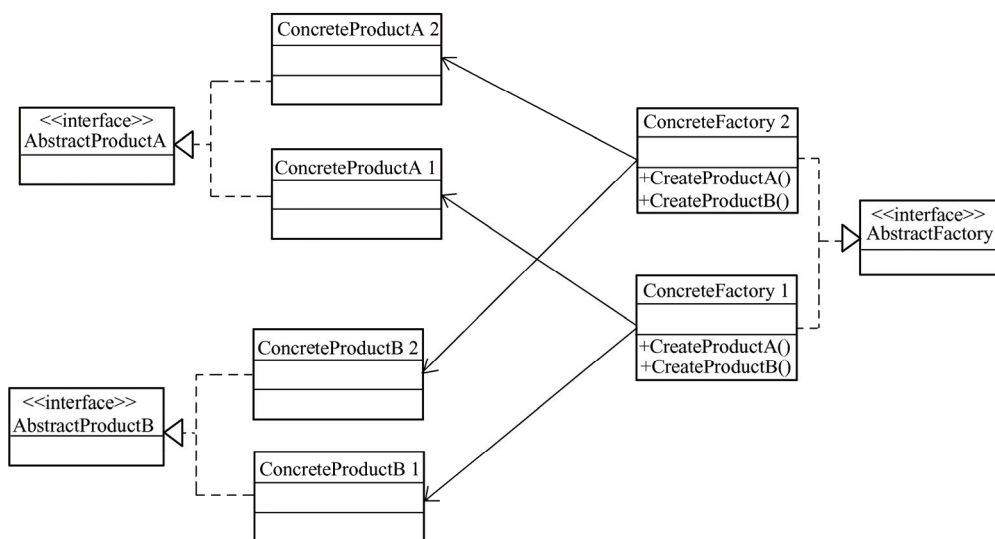 ConcreteProductA 2
<<interface>>
AbstractProductA
ConcreteProductA 1
ConcreteFactory 2
+CreateProductA()
+CreateProductB()
<<interface>>
AbstractFactory
ConcreteFactory 1
+CreateProductA()
+CreateProductB()
ConcreteProductB 2
<<interface>>
AbstractProductB
ConcreteProductB 1